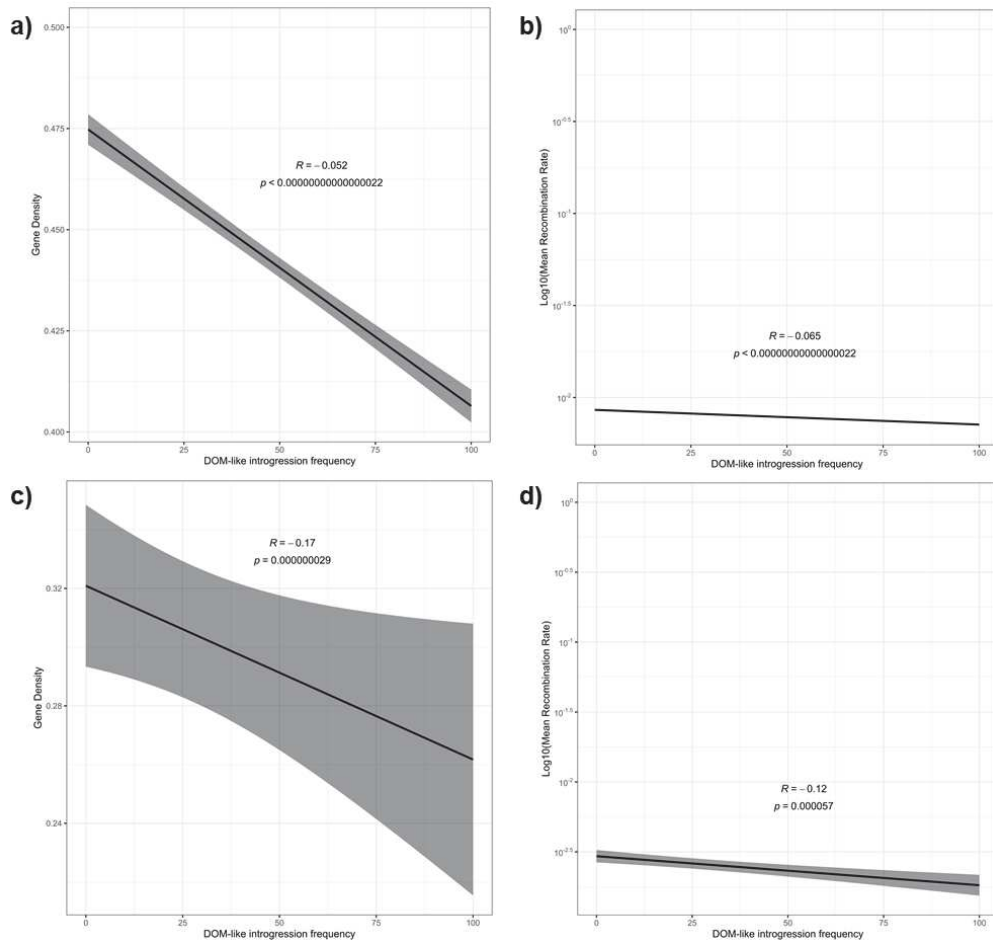 a)
0.500
0.475
0.450
0.425
0.400
Gene Density
R = − 0.052
p < 0.00000000000000022
0 25 50 75 100
DOM-like introgression frequency
b)
10^0
10^-0.5
10^-1
10^-1.5
10^-2
Log10(Mean Recombination Rate)
R = − 0.065
p < 0.00000000000000022
0 25 50 75 100
DOM-like introgression frequency
c)
0.32
0.28
0.24
Gene Density
R = − 0.17
p = 0.000000029
0 25 50 75 100
DOM-like introgression frequency
d)
10^0
10^-0.5
10^-1
10^-1.5
10^-2
10^-2.5
Log10(Mean Recombination Rate)
R = − 0.12
p = 0.000057
0 25 50 75 100
DOM-like introgression frequency